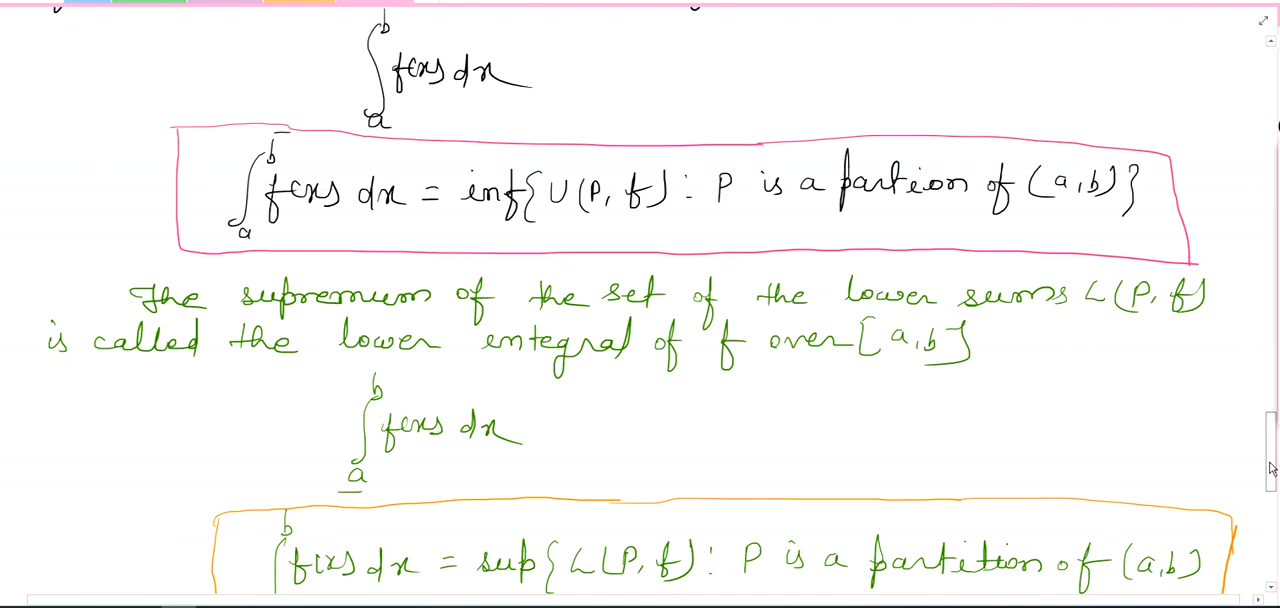 ∫_a^b f(x) dx
∫_a^b̅ f(x) dx = inf{ U(P, f) : P is a partion of (a,b)}
The supremum of the set of the lower sums L(P, f)
is called the lower integral of f over [a,b]
∫_a̲^b f(x) dx
∫^b f(x) dx = sup{ L(P, f) : P is a partition of (a,b)